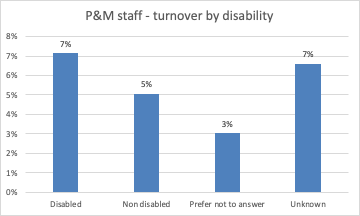 P&M staff - turnover by disability
8%
7%
6%
5%
4%
3%
2%
1%
0%
7%
5%
3%
7%
Disabled
Non disabled
Prefer not to answer
Unknown